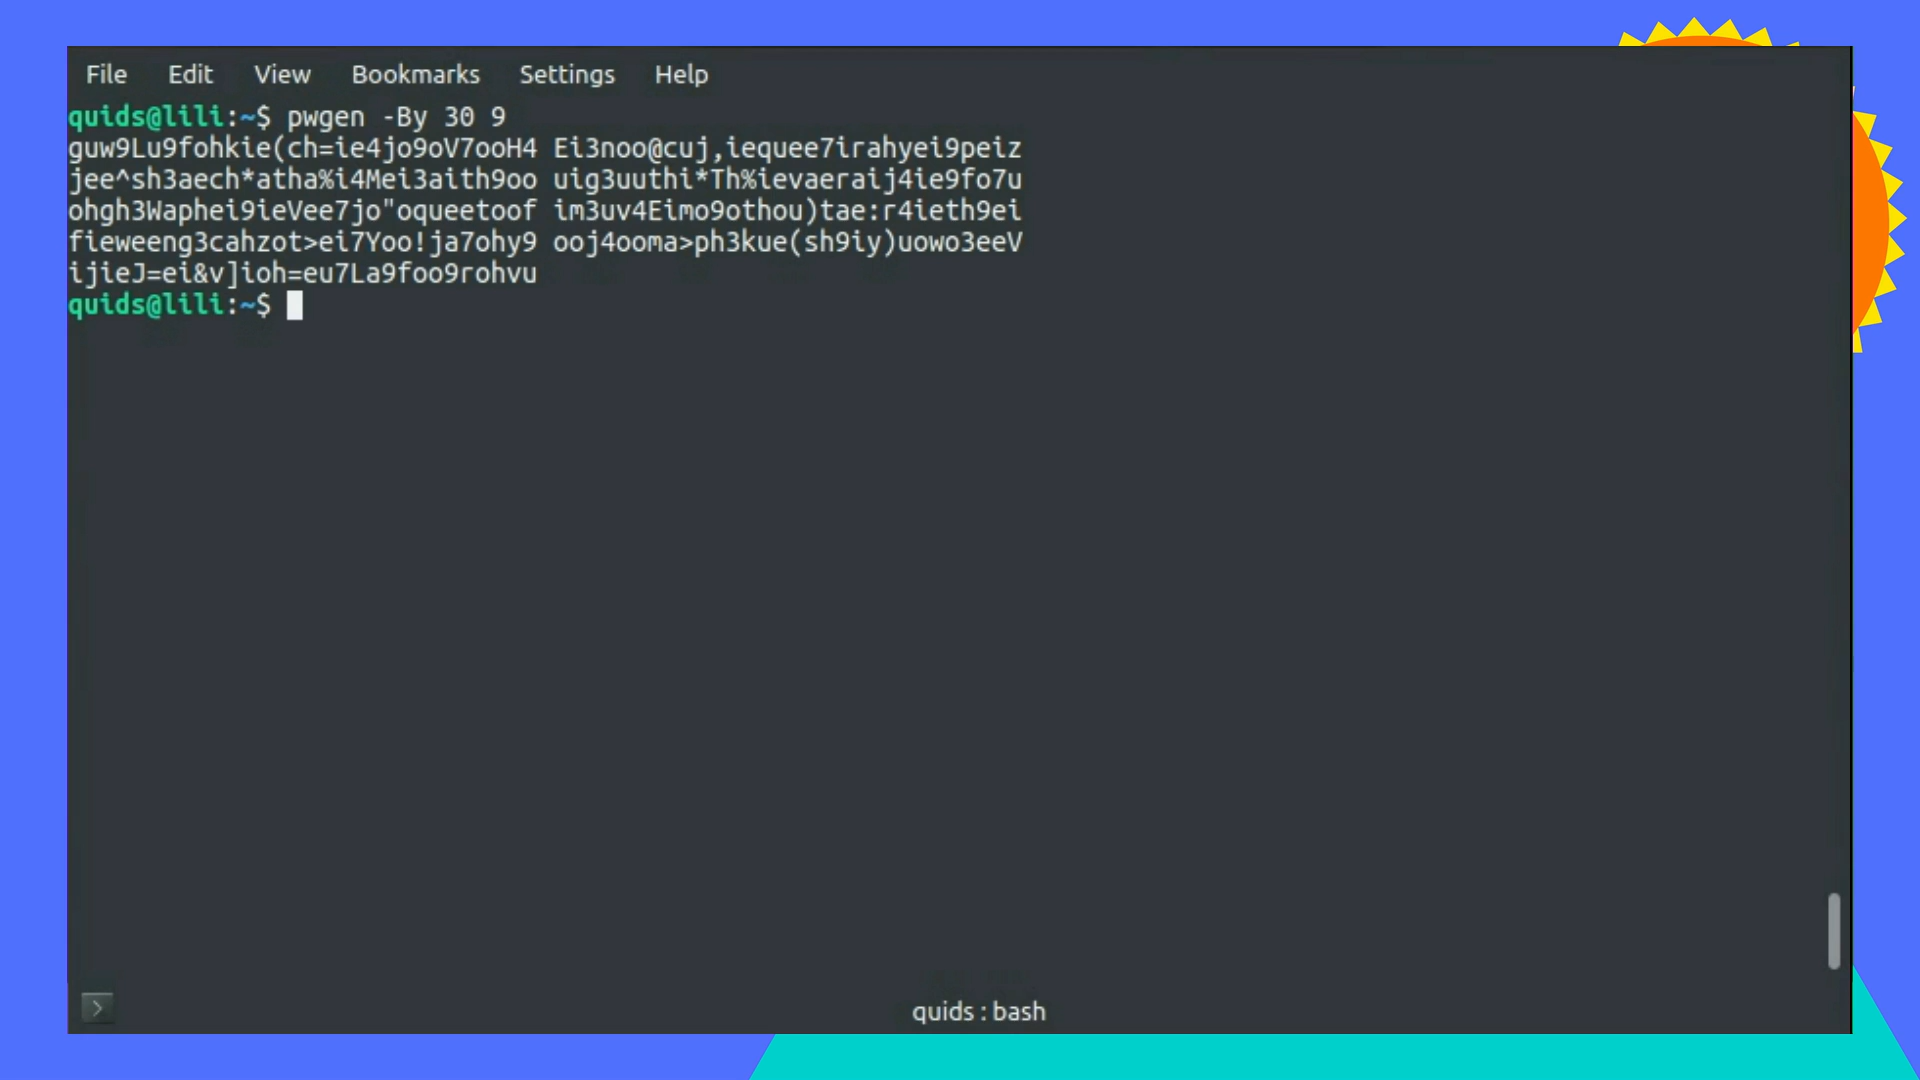 File Edit View Bookmarks Settings Help
quids@lili:~$ pwgen -By 30 9
guw9Lu9fohkie(ch=ie4jo9oV7ooH4 Ei3noo@cuj,iequee7irahyei9peiz
jee^sh3aech*atha%i4Mei3aith9oo uig3uuthi*Th%ievaeraij4ie9fo7u
ohgh3Waphei9ieVee7jo"oqueetoof im3uv4Eimo9othou)tae:r4ieth9ei
fieweeng3cahzot>ei7Yoo!ja7ohy9 ooj4ooma>ph3kue(sh9iy)uowo3eeV
ijieJ=ei&v]ioh=eu7La9foo9rohvu
quids@lili:~$
quids : bash